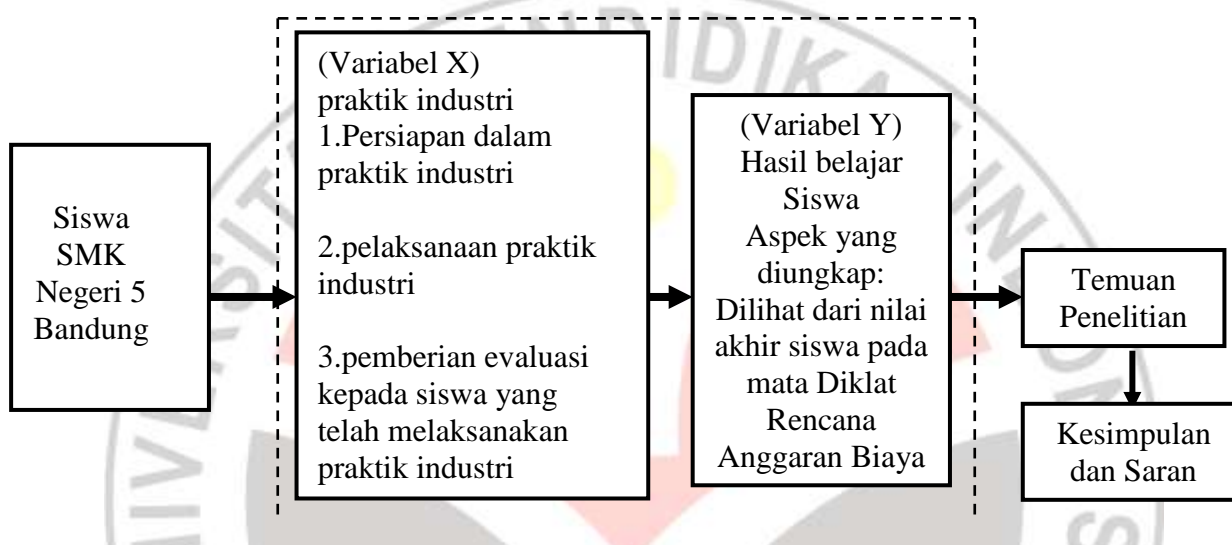 Siswa
SMK
Negeri 5
Bandung
(Variabel X)
praktik industri
1.Persiapan dalam
praktik industri
2.pelaksanaan praktik
industri
3.pemberian evaluasi
kepada siswa yang
telah melaksanakan
praktik industri
(Variabel Y)
Hasil belajar
Siswa
Aspek yang
diungkap:
Dilihat dari nilai
akhir siswa pada
mata Diklat
Rencana
Anggaran Biaya
Temuan
Penelitian
Kesimpulan
dan Saran